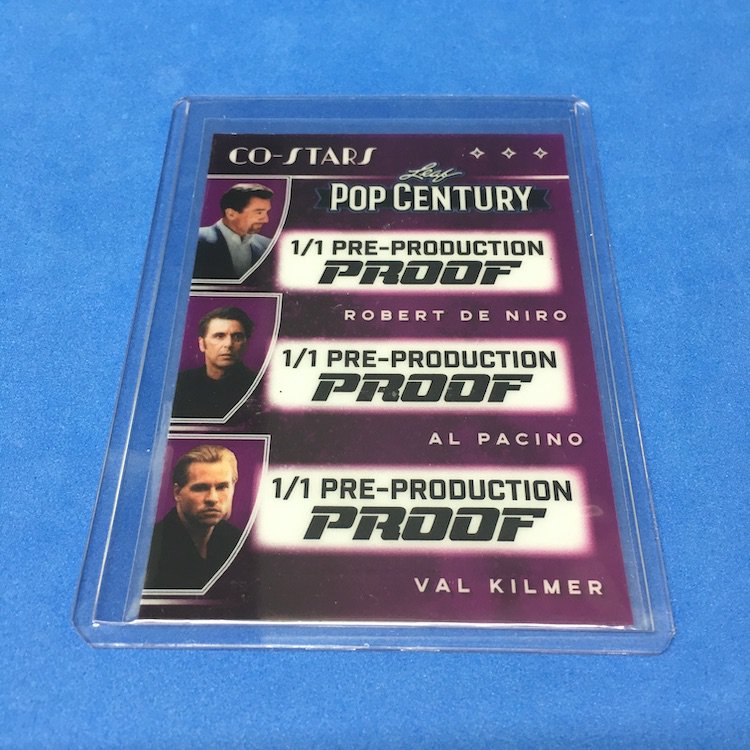 CO-STARS
Leaf
POP CENTURY
1/1 PRE-PRODUCTION
PROOF
ROBERT DE NIRO
1/1 PRE-PRODUCTION
PROOF
AL PACINO
1/1 PRE-PRODUCTION
PROOF
VAL KILMER